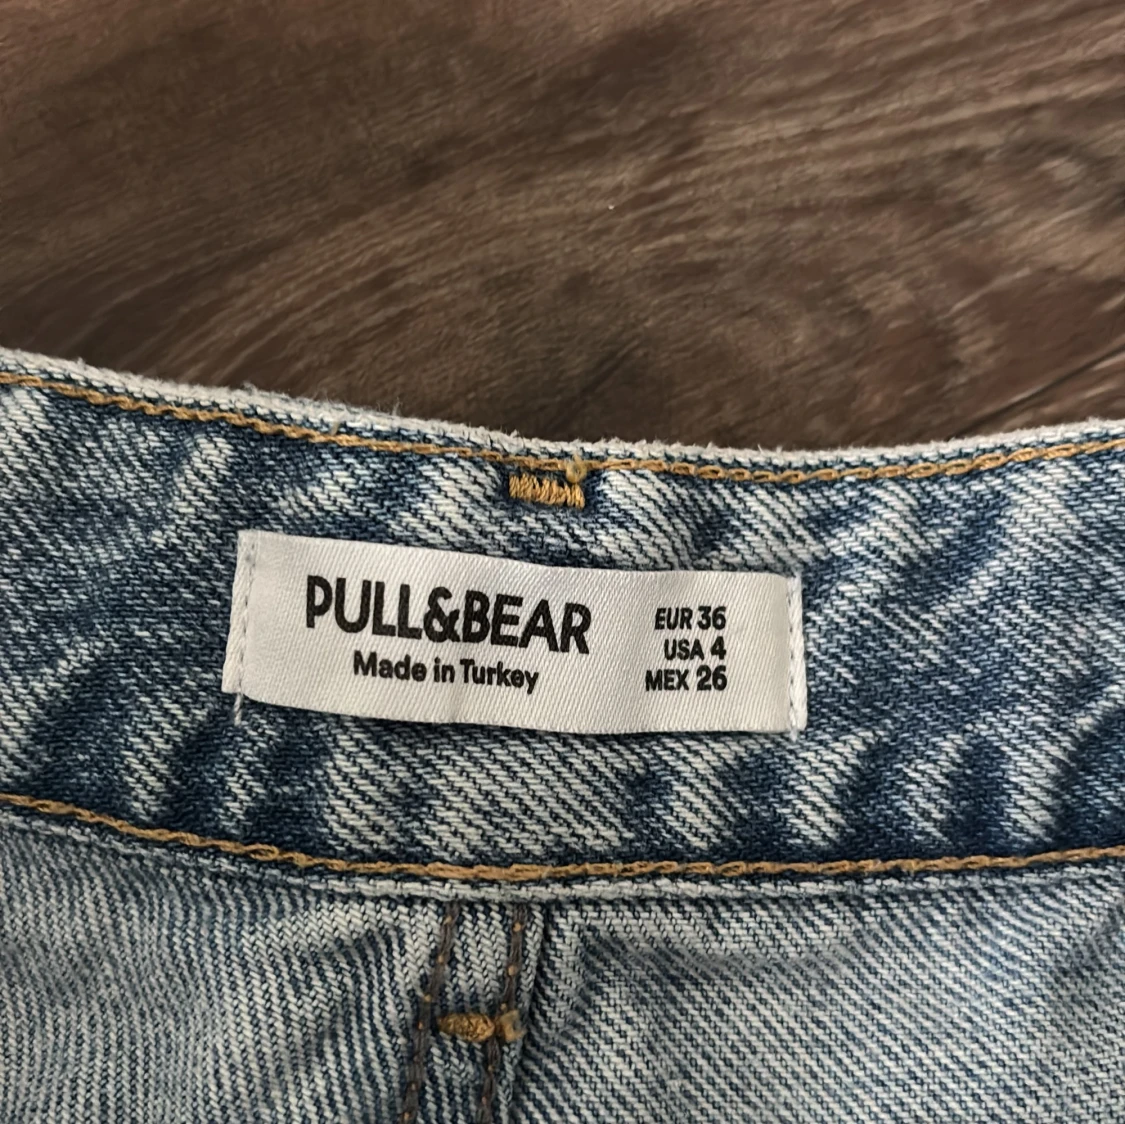 PULL&BEAR
Made in Turkey
EUR 36
USA 4
MEX 26